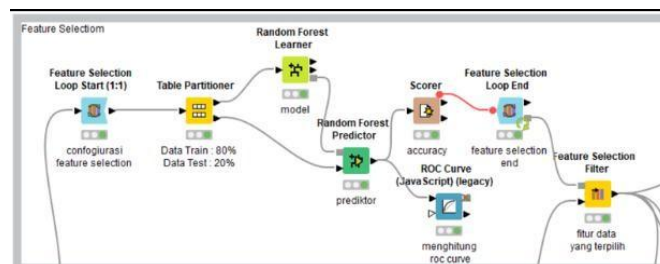 Feature Selectiom
Random Forest
Learner
Feature Selection
Loop Start (1:1)
Table Partitioner
Scorer
Feature Selection
Loop End
model
Random Forest
Predictor
confogiurasi
feature selection
Data Train : 80%
Data Test : 20%
accuracy
ROC Curve
(JavaScript) (legacy)
feature selection
end
Feature Selection
Filter
prediktor
menghitung
roc curve
fitur data
yang terpilih